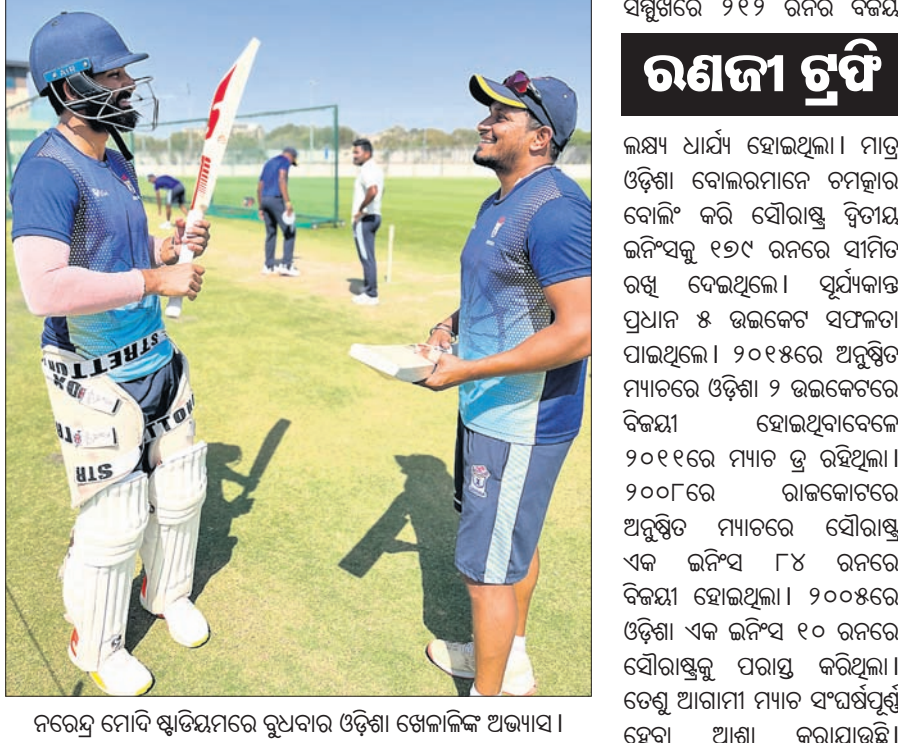 ସମ୍ମୁଖରେ ୨୧୨ ରନର ବିଜୟ
ରଣଜୀ ଟ୍ରଫି
ଲକ୍ଷ୍ୟ ଧାର୍ଯ୍ୟ ହୋଇଥିଲା। ମାତ୍ର
ଓଡ଼ିଶା ବୋଲରମାନେ ଚମତ୍କାର
ବୋଲିଂ କରି ସୌରାଷ୍ଟ୍ର ଦ୍ୱିତୀୟ
ଇନିଂସକୁ ୧୭୯ ରନରେ ସୀମିତ
ରଖି ଦେଇଥିଲେ। ସୂର୍ଯ୍ୟକାନ୍ତ
ପ୍ରଧାନ ୫ ଉଇକେଟ ସଫଳତା
ପାଇଥିଲେ। ୨୦୧୫ରେ ଅନୁଷ୍ଠିତ
ମ୍ୟାଚରେ ଓଡ଼ିଶା ୨ ଉଇକେଟରେ
ବିଜୟୀ ହୋଇଥିବାବେଳେ
୨୦୧୧ରେ ମ୍ୟାଚ ଡ୍ର ରହିଥିଲା।
୨୦୦୮ରେ ରାଜକୋଟରେ
ଅନୁଷ୍ଠିତ ମ୍ୟାଚରେ ସୌରାଷ୍ଟ୍ର
ଏକ ଇନିଂସ ୮୪ ରନରେ
ବିଜୟୀ ହୋଇଥିଲା। ୨୦୦୫ରେ
ଓଡ଼ିଶା ଏକ ଇନିଂସ ୧୦ ରନରେ
ସୌରାଷ୍ଟ୍ରକୁ ପରାସ୍ତ କରିଥିଲା।
ତେଣୁ ଆଗାମୀ ମ୍ୟାଚ ସଂଘର୍ଷପୂର୍ଣ୍ଣ
ହେବା ଆଶା କରାଯାଉଛି।
STR
ନରେନ୍ଦ୍ର ମୋଦି ଷ୍ଟାଡିୟମରେ ବୁଧବାର ଓଡ଼ିଶା ଖେଳାଳିଙ୍କ ଅଭ୍ୟାସ।